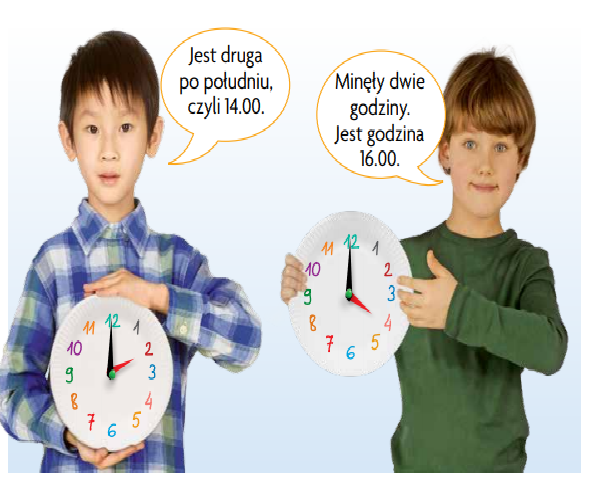 Jest druga
po południu,
czyli 14.00.
Minęły dwie
godziny.
Jest godzina
16.00.
11 12 1
10 2
9 3
8 4
7 6 5
11 12 1
10 2
9 3
8 4
7 6 5